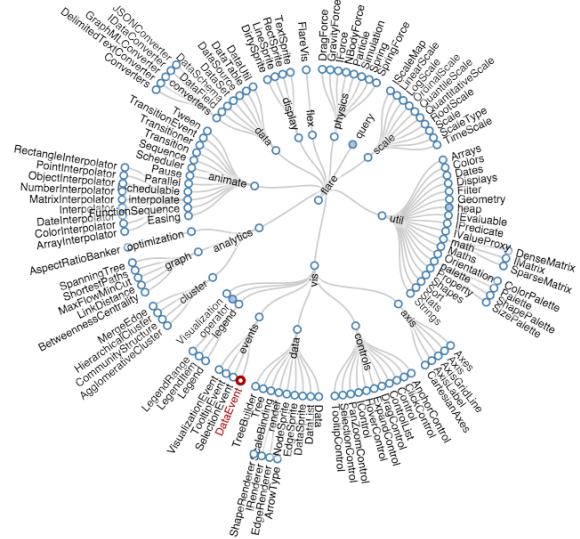 flare
analytics
cluster
AgglomerativeCluster
CommunityStructure
HierarchicalCluster
MergeEdge
graph
BetweennessCentrality
LinkDistance
MaxFlowMinCut
ShortestPaths
SpanningTree
optimization
AspectRatioBanker
animate
Easing
FunctionSequence
interpolate
ArrayInterpolator
ColorInterpolator
DateInterpolator
Interpolator
MatrixInterpolator
NumberInterpolator
ObjectInterpolator
PointInterpolator
RectangleInterpolator
Schedulable
Parallel
Pause
Scheduler
Sequence
Transition
Transitioner
TransitionEvent
Tween
data
converters
Converters
DelimitedTextConverter
GraphMLConverter
IDataConverter
JSONConverter
DataField
DataSchema
DataSet
DataSource
DataTable
DataUtil
display
DirtySprite
LineSprite
RectSprite
TextSprite
flex
FlareVis
physics
DragForce
GravityForce
Force
NBodyForce
Particle
Simulation
Spring
SpringForce
query
scale
IScaleMap
LinearScale
LogScale
OrdinalScale
QuantileScale
QuantitativeScale
RootScale
Scale
ScaleType
TimeScale
util
Arrays
Colors
Dates
Displays
Filter
Geometry
heap
IEvaluable
IPredicate
IValueProxy
math
DenseMatrix
IMatrix
SparseMatrix
Maths
Orientation
palette
ColorPalette
Palette
ShapePalette
SizePalette
Property
Shapes
Sort
Stats
Strings
vis
axis
Axes
Axis
AxisGridLine
AxisLabel
CartesianAxes
controls
AnchorControl
ClickControl
Control
ControlList
DragControl
ExpandControl
HoverControl
IControl
PanZoomControl
SelectionControl
TooltipControl
data
Data
DataList
DataSprite
EdgeSprite
NodeSprite
render
ArrowType
EdgeRenderer
IRenderer
ShapeRenderer
ScaleBinding
Tree
TreeBuilder
events
DataEvent
SelectionEvent
TooltipEvent
VisualizationEvent
legend
Legend
LegendItem
LegendRange
operator
Visualization